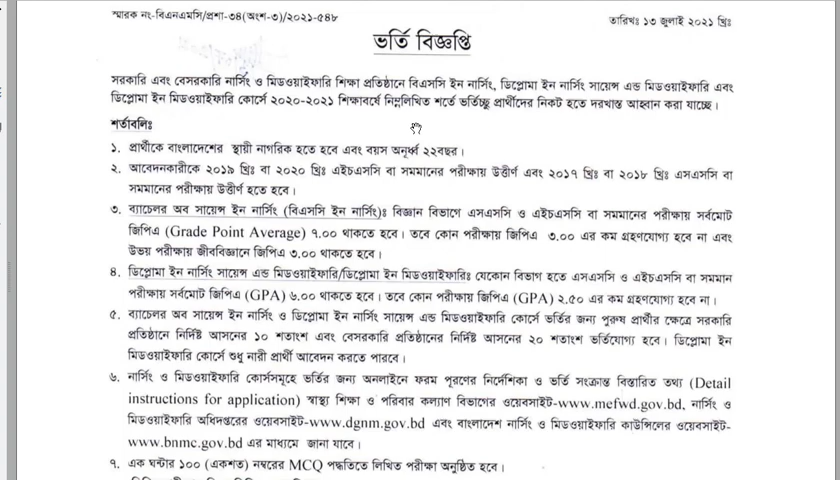 স্মারক নং-বিএনএমসি/প্রশা-৩৪(অংশ-৩)/২০২১-৫৪৮
তারিখঃ ১৩ জুলাই ২০২১ খ্রিঃ
ভর্তি বিজ্ঞপ্তি
সরকারি এবং বেসরকারি নার্সিং ও মিডওয়াইফারি শিক্ষা প্রতিষ্ঠানে বিএসসি ইন নার্সিং, ডিপ্লোমা ইন নার্সিং সায়েন্স এন্ড মিডওয়াইফারি এবং
ডিপ্লোমা ইন মিডওয়াইফারি কোর্সে ২০২০-২০২১ শিক্ষাবর্ষে নিম্নলিখিত শর্তে ভর্তিচ্ছু প্রার্থীদের নিকট হতে দরখাস্ত আহ্বান করা যাচ্ছে।
শর্তাবলিঃ
১. প্রার্থীকে বাংলাদেশের স্থায়ী নাগরিক হতে হবে এবং বয়স অনূর্ধ্ব ২২বছর।
২. আবেদনকারীকে ২০১৯ খ্রিঃ বা ২০২০ খ্রিঃ এইচএসসি বা সমমানের পরীক্ষায় উত্তীর্ণ এবং ২০১৭ খ্রিঃ বা ২০১৮ খ্রিঃ এসএসসি বা
সমমানের পরীক্ষায় উত্তীর্ণ হতে হবে।
৩. ব্যাচেলর অব সায়েন্স ইন নার্সিং (বিএসসি ইন নার্সিং)ঃ বিজ্ঞান বিভাগে এসএসসি ও এইচএসসি বা সমমানের পরীক্ষায় সর্বমোট
জিপিএ (Grade Point Average) ৭.০০ থাকতে হবে। তবে কোন পরীক্ষায় জিপিএ ৩.০০ এর কম গ্রহণযোগ্য হবে না এবং
উভয় পরীক্ষায় জীববিজ্ঞানে জিপিএ ৩.০০ থাকতে হবে।
৪. ডিপ্লোমা ইন নার্সিং সায়েন্স এন্ড মিডওয়াইফারি/ডিপ্লোমা ইন মিডওয়াইফারিঃ যেকোন বিভাগ হতে এসএসসি ও এইচএসসি বা সমমান
পরীক্ষায় সর্বমোট জিপিএ (GPA) ৬.০০ থাকতে হবে। তবে কোন পরীক্ষায় জিপিএ (GPA) ২.৫০ এর কম গ্রহণযোগ্য হবে না।
৫. ব্যাচেলর অব সায়েন্স ইন নার্সিং ও ডিপ্লোমা ইন নার্সিং সায়েন্স এন্ড মিডওয়াইফারি কোর্সে ভর্তির জন্য পুরুষ প্রার্থীর ক্ষেত্রে সরকারি
প্রতিষ্ঠানে নির্দিষ্ট আসনের ১০ শতাংশ এবং বেসরকারি প্রতিষ্ঠানের নির্দিষ্ট আসনের ২০ শতাংশ ভর্তিযোগ্য হবে। ডিপ্লোমা ইন
মিডওয়াইফারি কোর্সে শুধু নারী প্রার্থী আবেদন করতে পারবে।
৬. নার্সিং ও মিডওয়াইফারি কোর্সসমূহে ভর্তির জন্য অনলাইনে ফরম পূরণের নির্দেশিকা ও ভর্তি সংক্রান্ত বিস্তারিত তথ্য (Detail
instructions for application) স্বাস্থ্য শিক্ষা ও পরিবার কল্যাণ বিভাগের ওয়েবসাইট-www.mefwd.gov.bd, নার্সিং ও
মিডওয়াইফারি অধিদপ্তরের ওয়েবসাইট-www.dgnm.gov.bd এবং বাংলাদেশ নার্সিং ও মিডওয়াইফারি কাউন্সিলের ওয়েবসাইট-
www.bnmc.gov.bd এর মাধ্যমে জানা যাবে।
৭. এক ঘন্টার ১০০ (একশত) নম্বরের MCQ পদ্ধতিতে লিখিত পরীক্ষা অনুষ্ঠিত হবে।